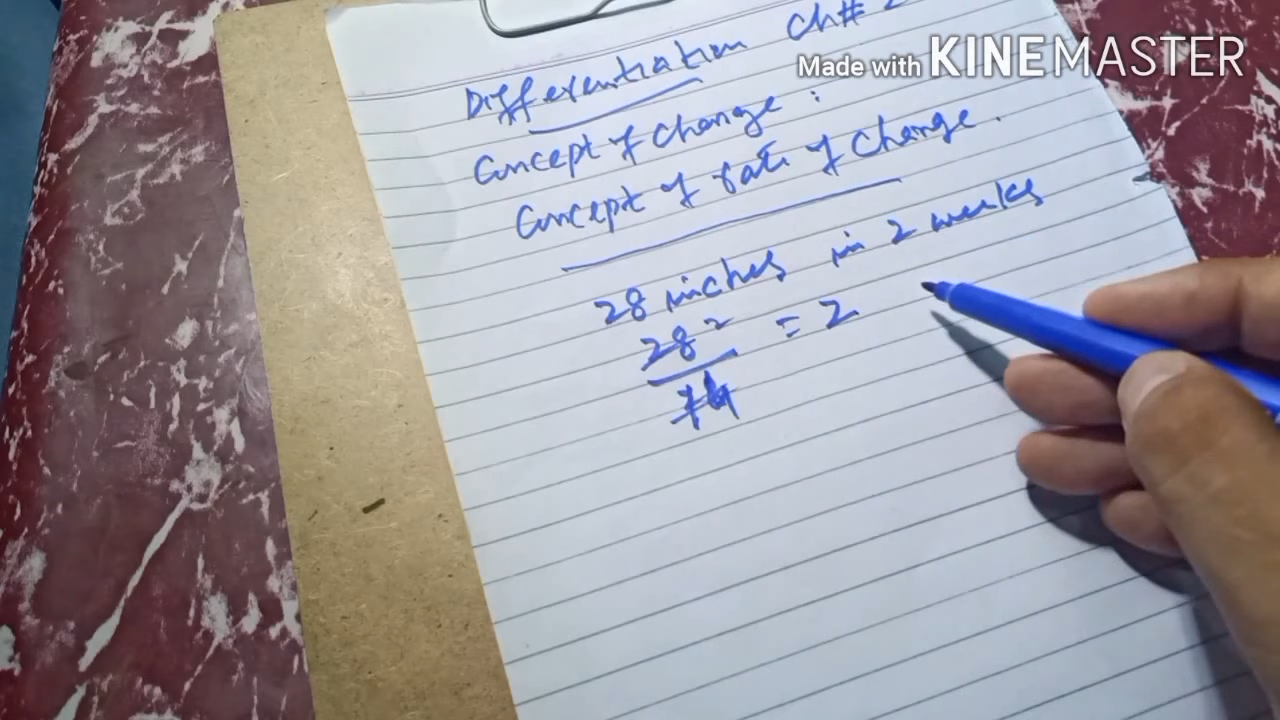 Differentiation Ch# 2
Made with KINEMASTER
Concept of Change :
Concept of rate of Change.
28 inches in 2 weeks
28 2
= 2
14